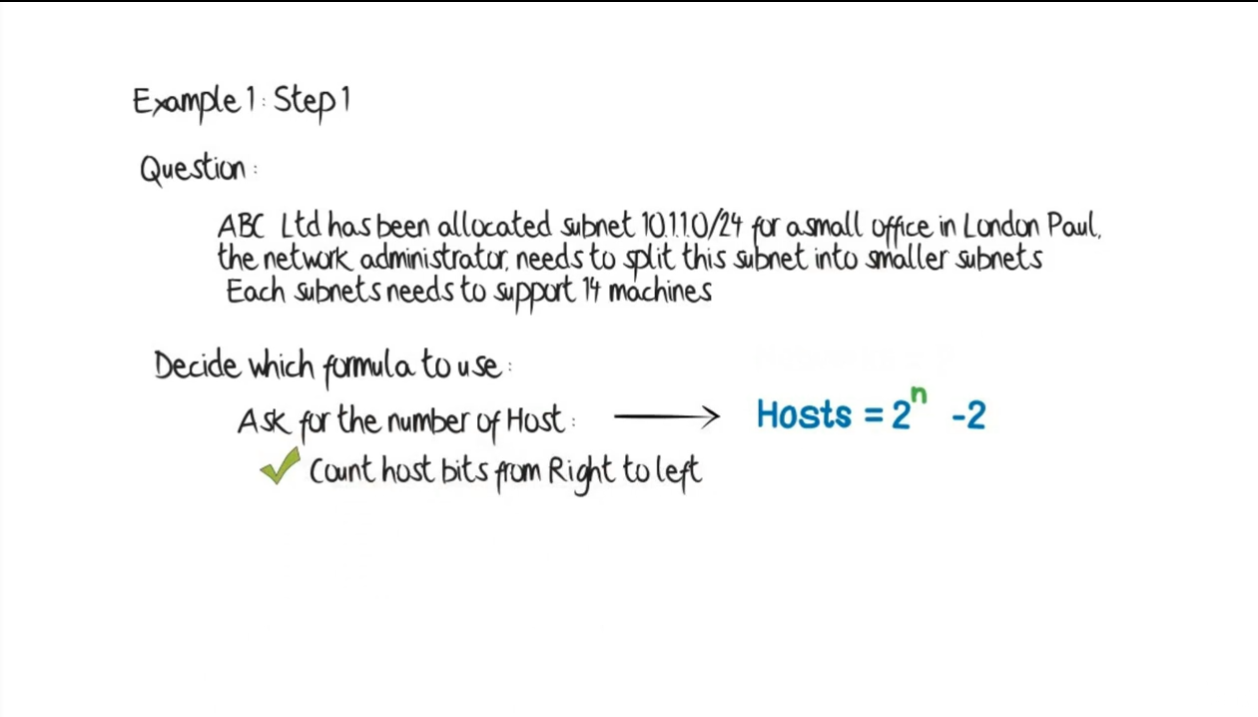 Example 1: Step 1
Question:
ABC Ltd has been allocated subnet 10.1.1.0/24 for a small office in London Paul,
the network administrator, needs to split this subnet into smaller subnets
Each subnets needs to support 14 machines
Decide which formula to use:
Ask for the number of Host: → Hosts = 2ⁿ -2
✓ Count host bits from Right to left